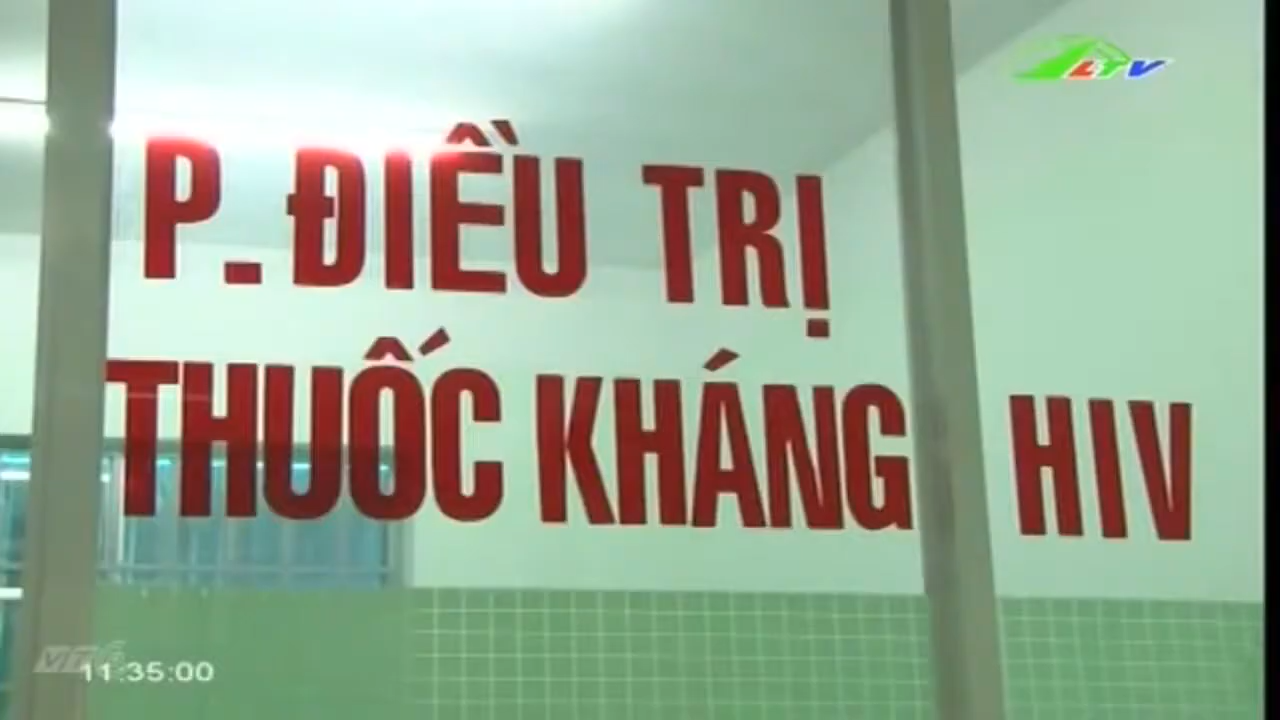 LTV
P. ĐIỀU TRỊ
THUỐC KHÁNG HIV
11:35:00